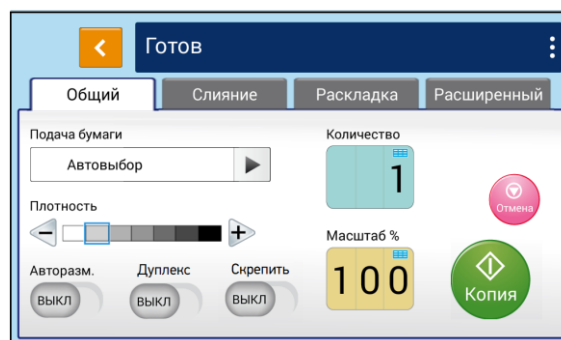 Готов
Общий Слияние Раскладка Расширенный
Подача бумаги Количество
Автовыбор 1
Отмена
Плотность
Масштаб %
Авторазм. Дуплекс Скрепить
100 Копия
ВЫКЛ ВЫКЛ ВЫКЛ